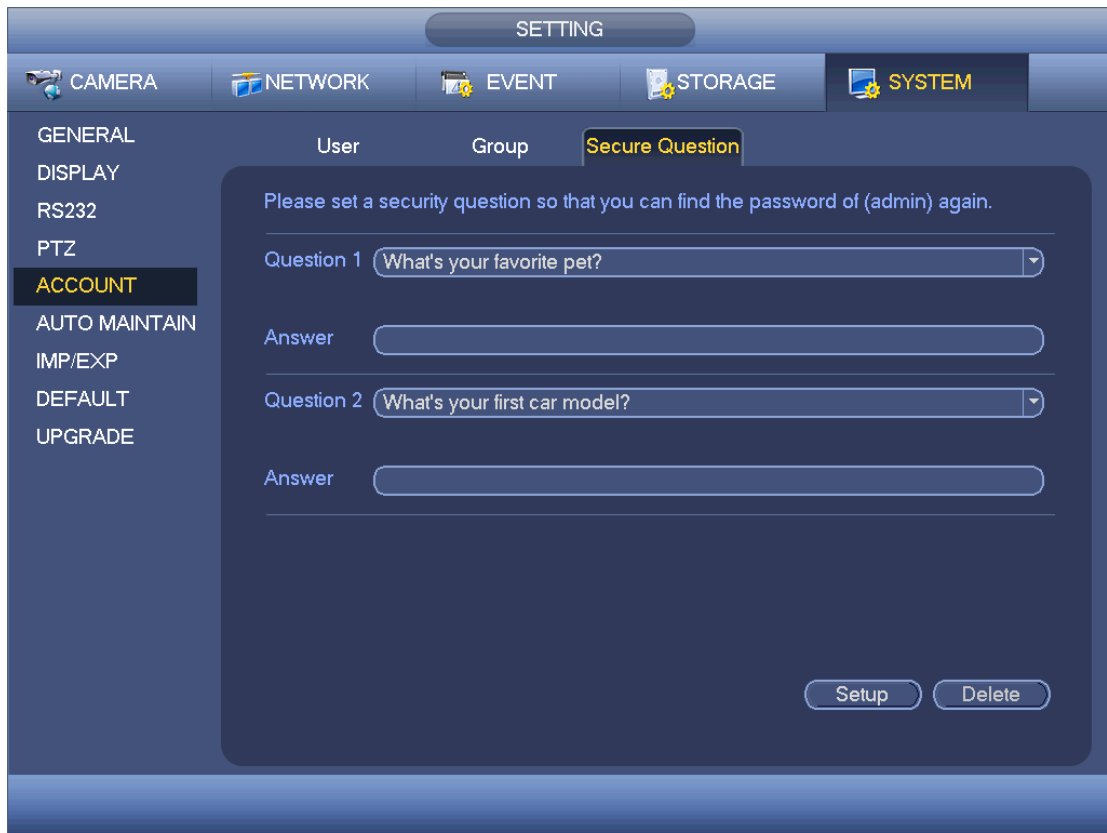 SETTING
CAMERA NETWORK EVENT STORAGE SYSTEM
GENERAL
DISPLAY
RS232
PTZ
ACCOUNT
AUTO MAINTAIN
IMP/EXP
DEFAULT
UPGRADE
User Group Secure Question
Please set a security question so that you can find the password of (admin) again.
Question 1 What's your favorite pet?
Answer
Question 2 What's your first car model?
Answer
Setup Delete